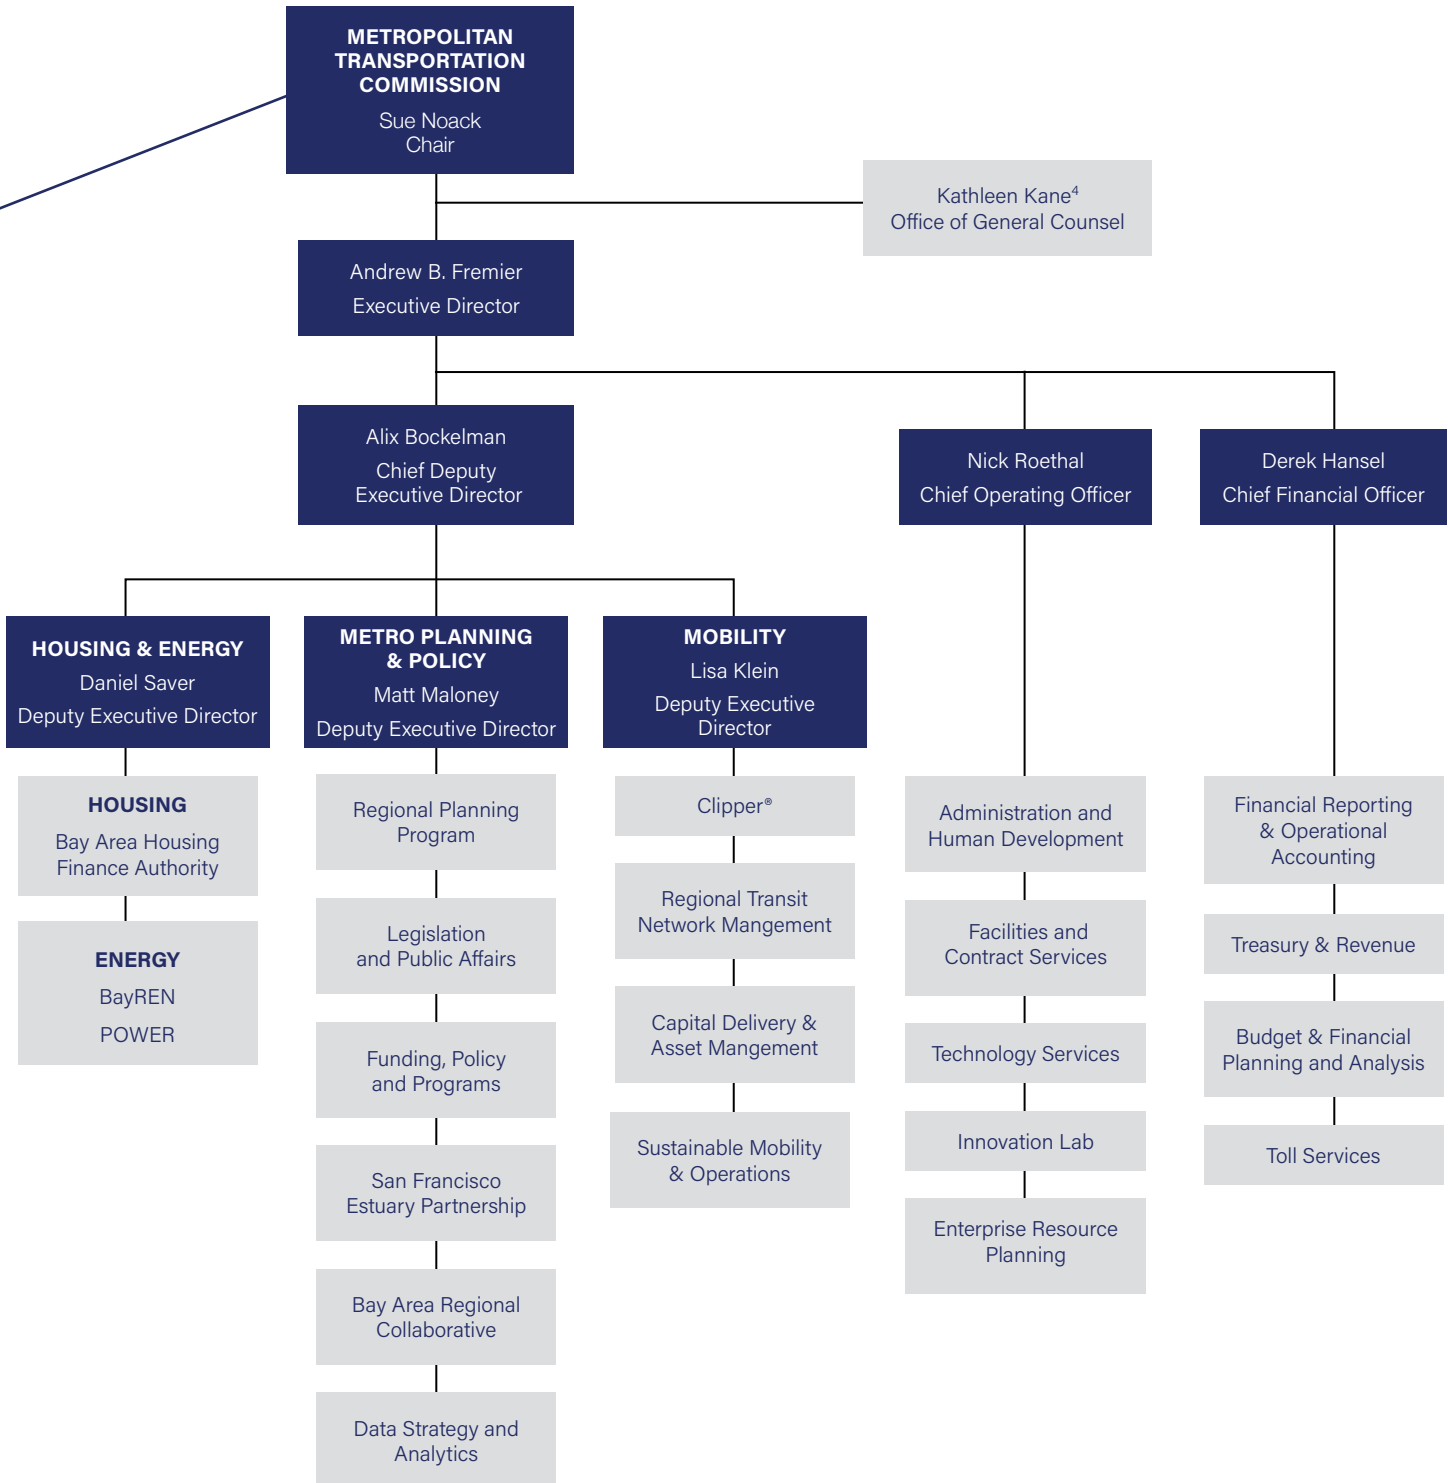 METROPOLITAN
TRANSPORTATION
COMMISSION
Sue Noack
Chair
Kathleen Kane⁴
Office of General Counsel
Andrew B. Fremier
Executive Director
Alix Bockelman
Chief Deputy
Executive Director
Nick Roethal
Chief Operating Officer
Derek Hansel
Chief Financial Officer
HOUSING & ENERGY
Daniel Saver
Deputy Executive Director
METRO PLANNING
& POLICY
Matt Maloney
Deputy Executive Director
MOBILITY
Lisa Klein
Deputy Executive
Director
HOUSING
Bay Area Housing
Finance Authority
ENERGY
BayREN
POWER
Regional Planning
Program
Legislation
and Public Affairs
Funding, Policy
and Programs
San Francisco
Estuary Partnership
Bay Area Regional
Collaborative
Data Strategy and
Analytics
Clipper®
Regional Transit
Network Mangement
Capital Delivery &
Asset Mangement
Sustainable Mobility
& Operations
Administration and
Human Development
Facilities and
Contract Services
Technology Services
Innovation Lab
Enterprise Resource
Planning
Financial Reporting
& Operational
Accounting
Treasury & Revenue
Budget & Financial
Planning and Analysis
Toll Services